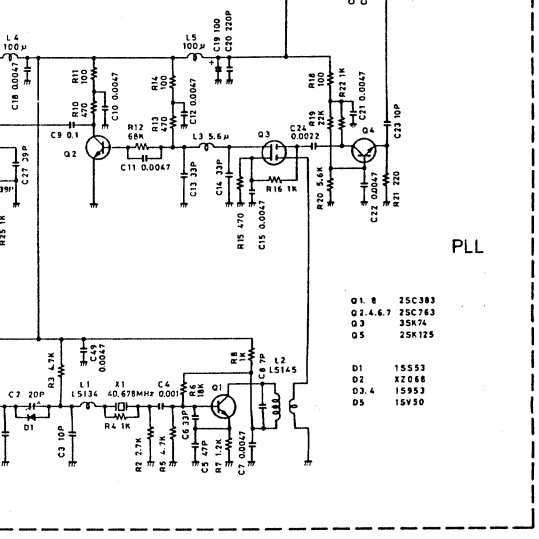 L4
100μ
C18 0.0047
R11
100
R10
470
C10 0.0047
C9 0.1
Q2
R12
68K
C11 0.0047
R14
100
C12 0.0047
R13
470
L5
100μ
C19 100
C20 220P
L3 5.6μ
C13 33P
C14 33P
Q3
R15 470
C15 0.0047
R16 1K
C24
0.0022
R18
100
R22 1K
C21 0.0047
R19
22K
Q4
C23 10P
R20 5.6K
C22 0.0047
R21 220
C27 39P
39P
R25 1K
PLL
Q1. 8 2SC383
Q2.4.6.7 2SC763
Q3 3SK74
Q5 2SK125
D1 1S553
D2 XZ068
D3.4 1S953
D5 1SV50
C49
0.0047
R3 4.7K
C2 20P
D1
C3 10P
L1
LS134
X1
40.678MHz
R4 1K
C4
0.001
R2 2.7K
R5 4.7K
R6
18K
C6 33P
C5 47P
Q1
R7 1.2K
C7 0.0047
R8
1K
C8 7P
L2
LS145